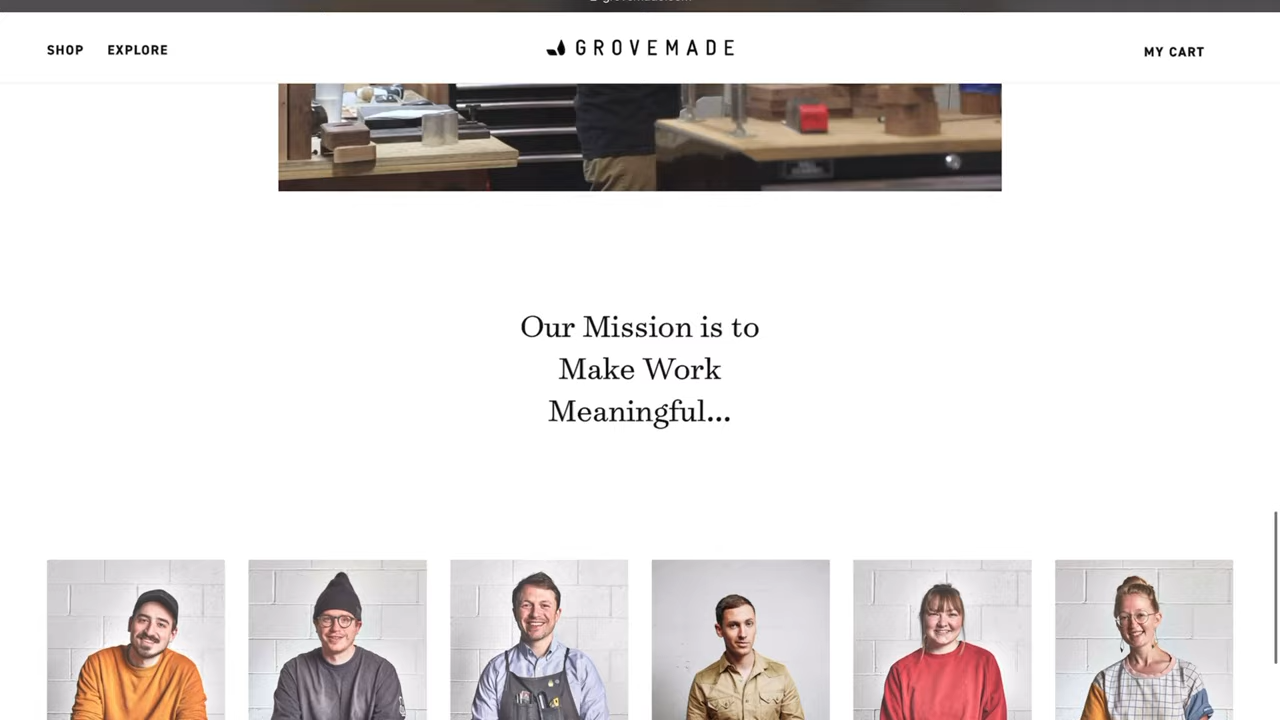 SHOP
EXPLORE
GROVEMADE
MY CART
Our Mission is to
Make Work
Meaningful...